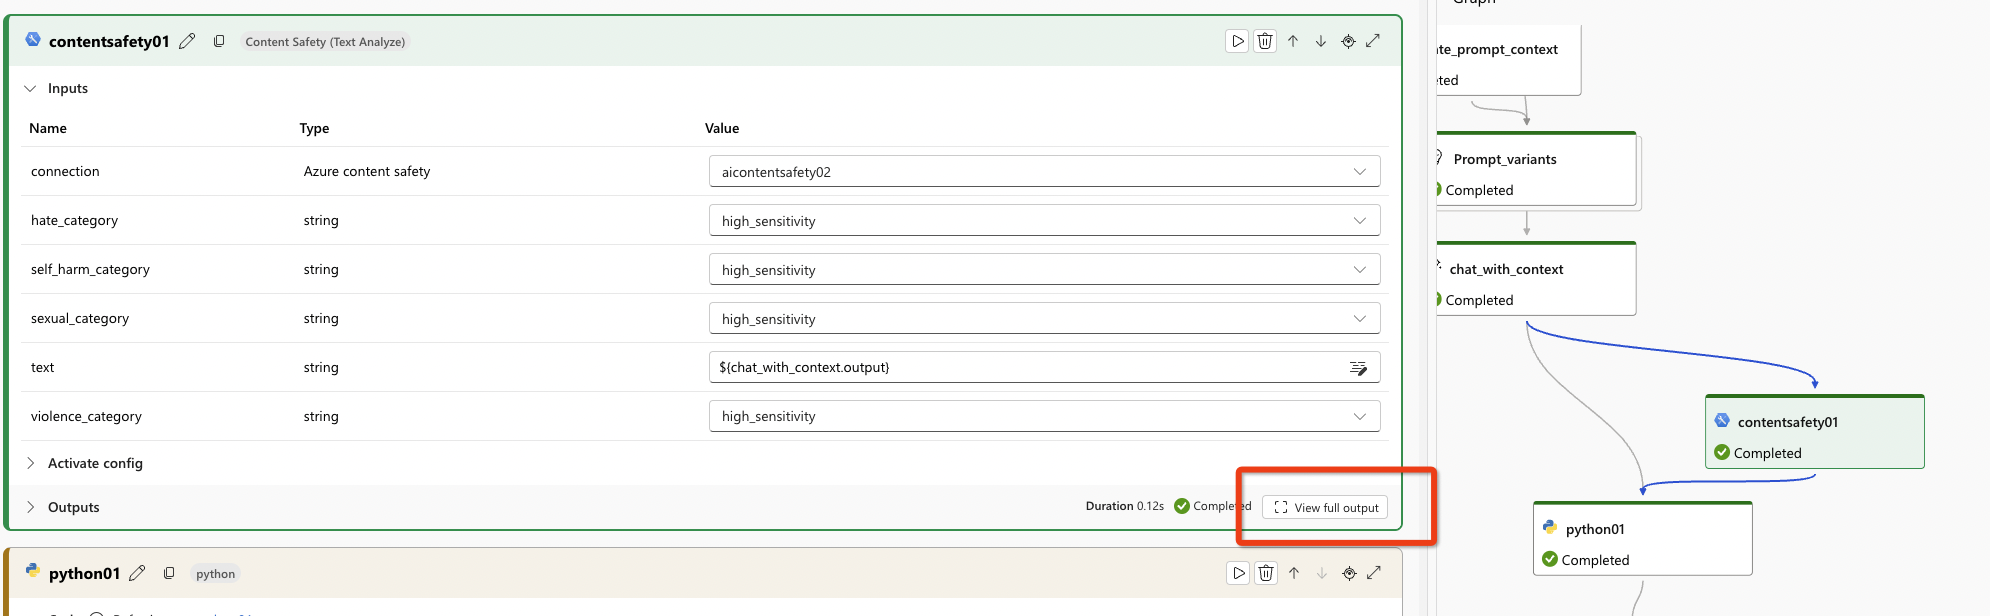 contentsafety01 Content Safety (Text Analyze)
Inputs
Name Type Value
connection Azure content safety aicontentsafety02
hate_category string high_sensitivity
self_harm_category string high_sensitivity
sexual_category string high_sensitivity
text string ${chat_with_context.output}
violence_category string high_sensitivity
Activate config
Outputs Duration 0.12s Completed View full output
python01 python
te_prompt_context
ted
Prompt_variants
Completed
chat_with_context
Completed
contentsafety01
Completed
python01
Completed